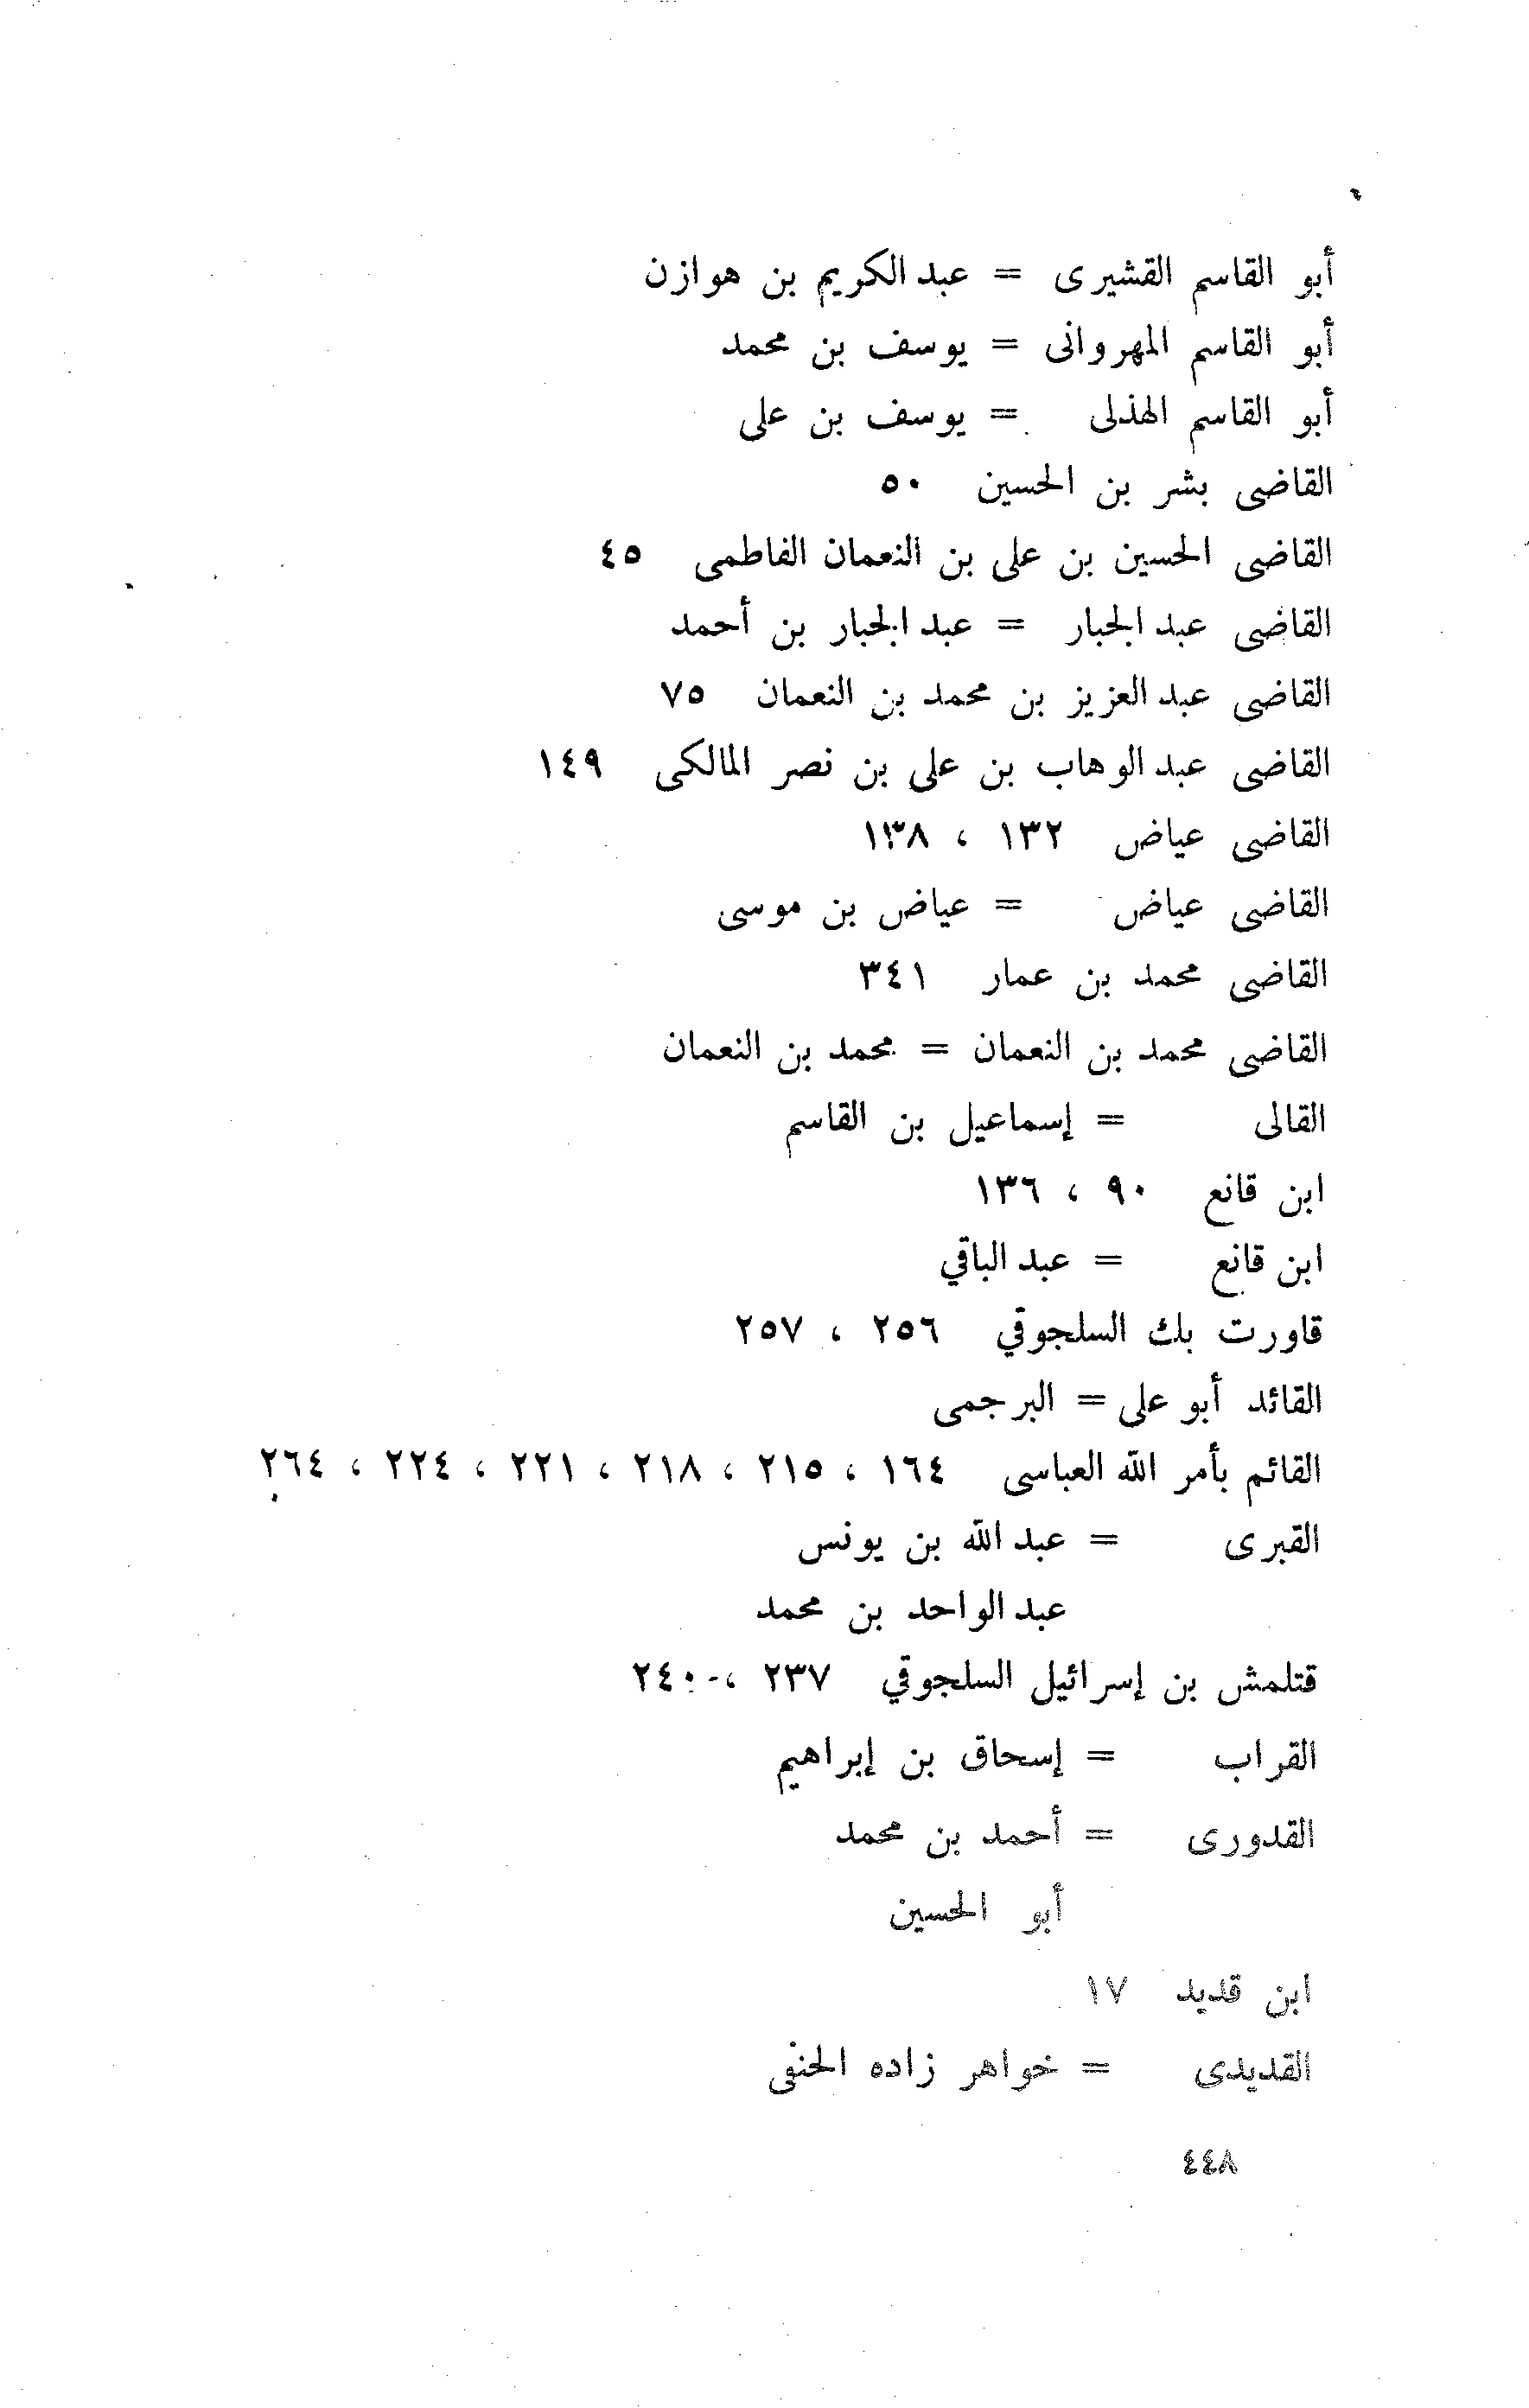 أبو القاسم القشيرى = عبد الكريم بن هوازن
أبو القاسم المهروانى = يوسف بن محمد
أبو القاسم الهذلى = يوسف بن على
القاضى بشر بن الحسين ٥٠
القاضى الحسين بن على بن النعمان الفاطمى ٤٥
القاضى عبد الجبار = عبد الجبار بن أحمد
القاضى عبد العزيز بن محمد بن النعمان ٧٥
القاضى عبد الوهاب بن على بن نصر المالكى ١٤٩
القاضى عياض ١٣٢ ، ١٣٨
القاضى عياض = عياض بن موسى
القاضى محمد بن عمار ٣٤١
القاضى محمد بن النعمان = محمد بن النعمان
القالى = إسماعيل بن القاسم
ابن قانع ٩٠ ، ١٣٦
ابن قانع = عبد الباقي
قاورت بك السلجوقي ٢٥٦ ، ٢٥٧
القائد أبو على = البرجمى
القائم بأمر الله العباسى ١٦٤ ، ٢١٥ ، ٢١٨ ، ٢٢١ ، ٢٢٤ ، ٢٦٤
القبرى = عبد الله بن يونس
عبد الواحد بن محمد
قتلمش بن إسرائيل السلجوقي ٢٣٧ ،- ٢٤٠
القراب = إسحاق بن إبراهيم
القدورى = أحمد بن محمد
أبو الحسين
ابن قديد ١٧
القديدى = خواهر زاده الحنفى
٤٤٨